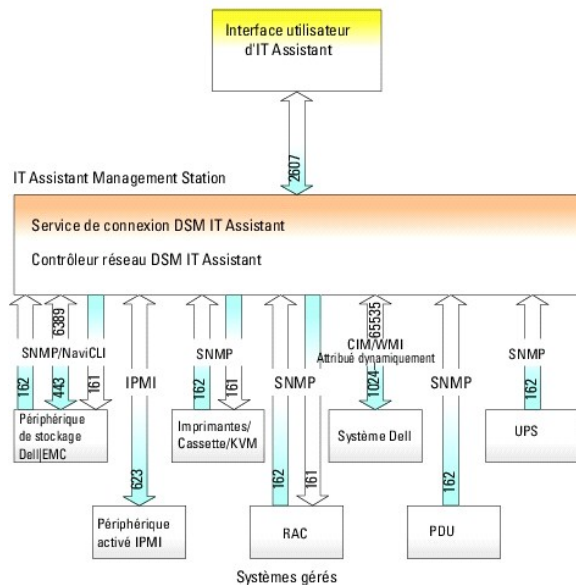 Interface utilisateur
d'IT Assistant
2607
IT Assistant Management Station
Service de connexion DSM IT Assistant
Contrôleur réseau DSM IT Assistant
SNMP/NaviCLI
162
6389
443
161
IPMI
623
SNMP
162
161
SNMP
162
161
CIM/WMI
Attribué dynamiquement
65535
1024
SNMP
162
SNMP
162
Périphérique
de stockage
Dell|EMC
Imprimantes/
Cassette/KVM
Système Dell
UPS
Périphérique
activé IPMI
RAC
PDU
Systèmes gérés